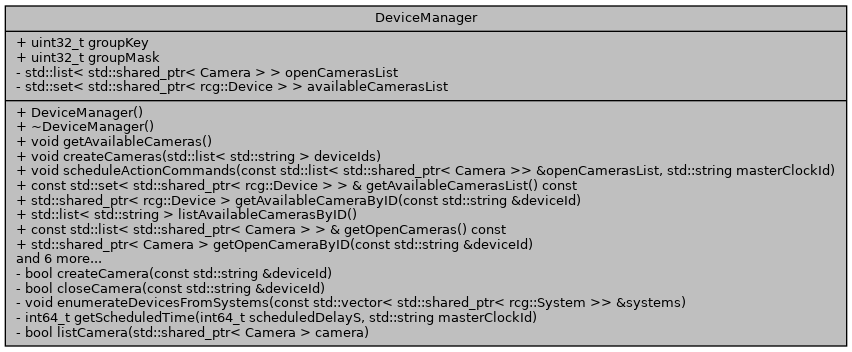 DeviceManager
+ uint32_t groupKey
+ uint32_t groupMask
- std::list< std::shared_ptr< Camera > > openCamerasList
- std::set< std::shared_ptr< rcg::Device > > availableCamerasList
+ DeviceManager()
+ ~DeviceManager()
+ void getAvailableCameras()
+ void createCameras(std::list< std::string > deviceIds)
+ void scheduleActionCommands(const std::list< std::shared_ptr< Camera >> &openCamerasList, std::string masterClockId)
+ const std::set< std::shared_ptr< rcg::Device > > & getAvailableCamerasList() const
+ std::shared_ptr< rcg::Device > getAvailableCameraByID(const std::string &deviceId)
+ std::list< std::string > listAvailableCamerasByID()
+ const std::list< std::shared_ptr< Camera > > & getOpenCameras() const
+ std::shared_ptr< Camera > getOpenCameraByID(const std::string &deviceId)
and 6 more...
- bool createCamera(const std::string &deviceId)
- bool closeCamera(const std::string &deviceId)
- void enumerateDevicesFromSystems(const std::vector< std::shared_ptr< rcg::System >> &systems)
- int64_t getScheduledTime(int64_t scheduledDelayS, std::string masterClockId)
- bool listCamera(std::shared_ptr< Camera > camera)